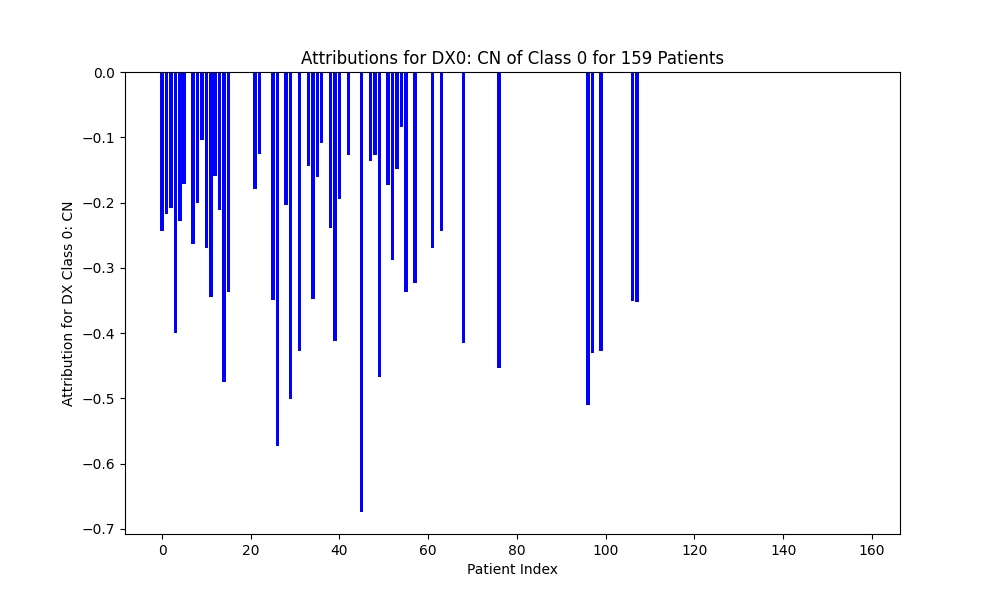 Attributions for DX0: CN of Class 0 for 159 Patients
Attribution for DX Class 0: CN
0.0
−0.1
−0.2
−0.3
−0.4
−0.5
−0.6
−0.7
0 20 40 60 80 100 120 140 160
Patient Index